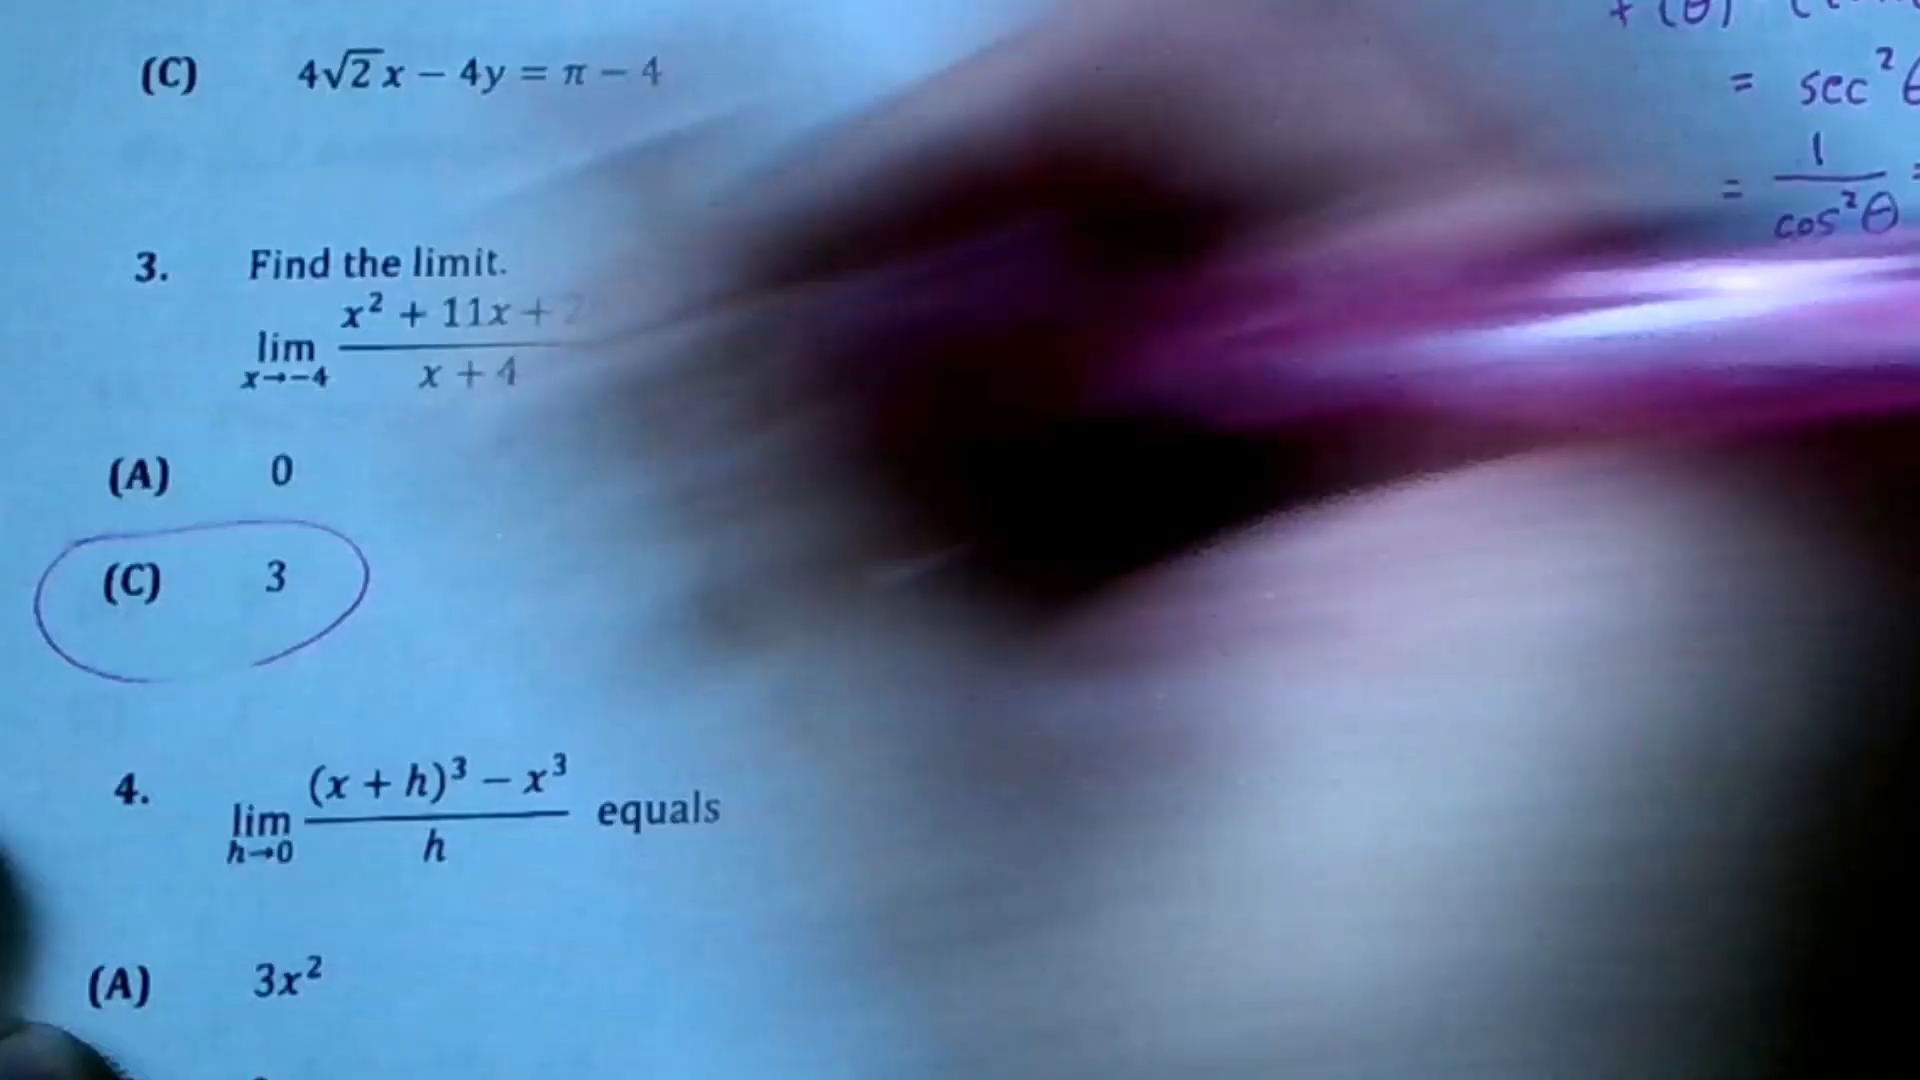 (C) 4√2x − 4y = π − 4
= sec²
= 1/cos²θ =
3. Find the limit.
lim x→−4 (x² + 11x + 2)/(x + 4)
(A) 0
(C) 3
4. lim h→0 ((x + h)³ − x³)/h equals
(A) 3x²